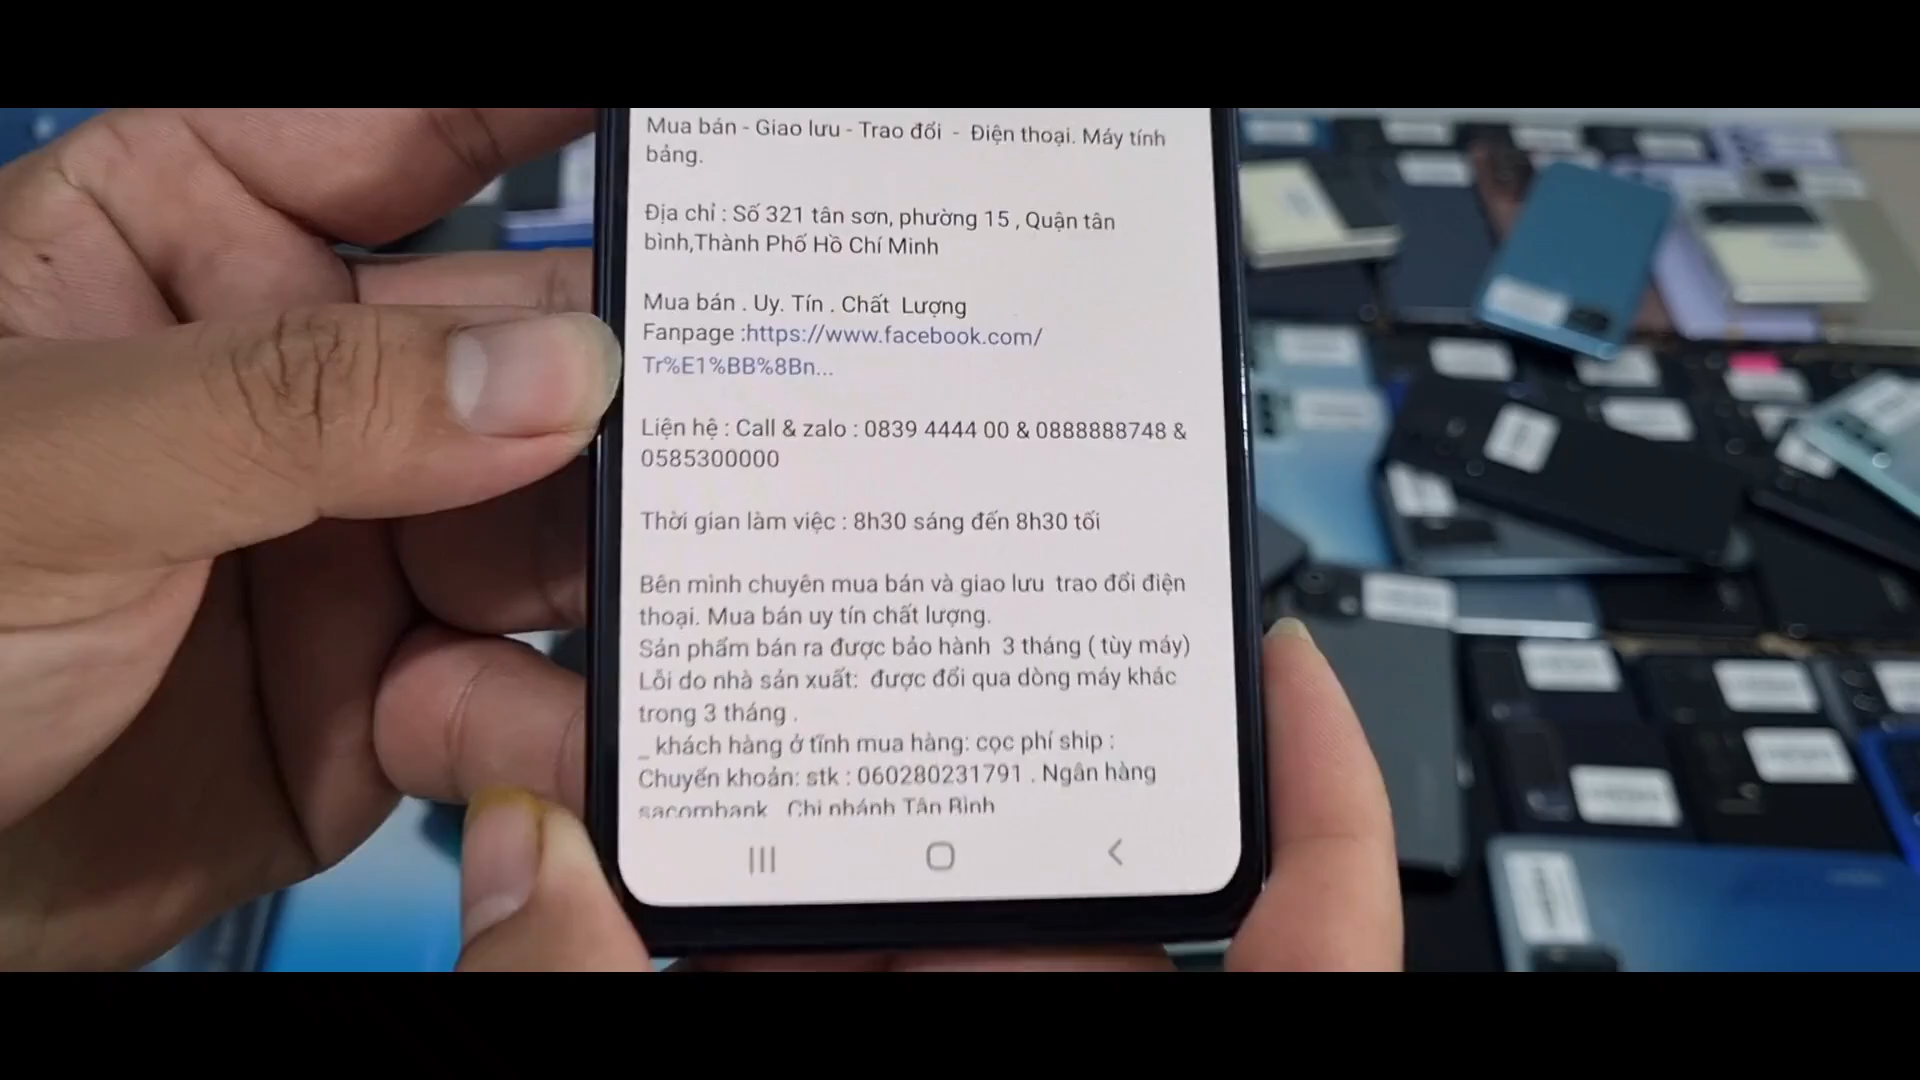 Mua bán - Giao lưu - Trao đổi - Điện thoại. Máy tính
bảng.
Địa chỉ : Số 321 tân sơn, phường 15 , Quận tân
bình,Thành Phố Hồ Chí Minh
Mua bán . Uy. Tín . Chất Lượng
Fanpage :https://www.facebook.com/
Tr%E1%BB%8Bn...
Liện hệ : Call & zalo : 0839 4444 00 & 0888888748 &
0585300000
Thời gian làm việc : 8h30 sáng đến 8h30 tối
Bên mình chuyên mua bán và giao lưu trao đổi điện
thoại. Mua bán uy tín chất lượng.
Sản phẩm bán ra được bảo hành 3 tháng ( tùy máy)
Lỗi do nhà sản xuất: được đổi qua dòng máy khác
trong 3 tháng .
_ khách hàng ở tĩnh mua hàng: cọc phí ship :
Chuyển khoản: stk : 060280231791 . Ngân hàng
sacombank Chi nhánh Tân Bình